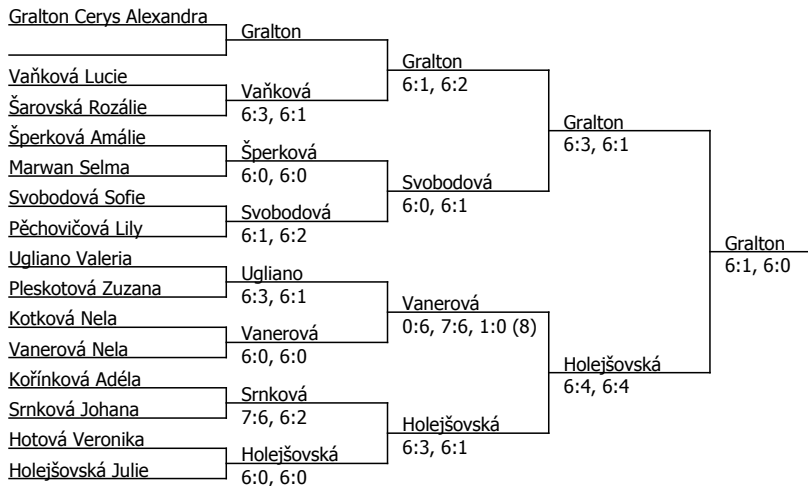 Gralton Cerys Alexandra
Gralton
Vaňková Lucie
Šarovská Rozálie
Vaňková
6:3, 6:1
Gralton
6:1, 6:2
Šperková Amálie
Marwan Selma
Šperková
6:0, 6:0
Svobodová Sofie
Pěchovičová Lily
Svobodová
6:1, 6:2
Svobodová
6:0, 6:1
Gralton
6:3, 6:1
Ugliano Valeria
Pleskotová Zuzana
Ugliano
6:3, 6:1
Kotková Nela
Vanerová Nela
Vanerová
6:0, 6:0
Vanerová
0:6, 7:6, 1:0 (8)
Kořínková Adéla
Srnková Johana
Srnková
7:6, 6:2
Hotová Veronika
Holejšovská Julie
Holejšovská
6:0, 6:0
Holejšovská
6:3, 6:1
Holejšovská
6:4, 6:4
Gralton
6:1, 6:0